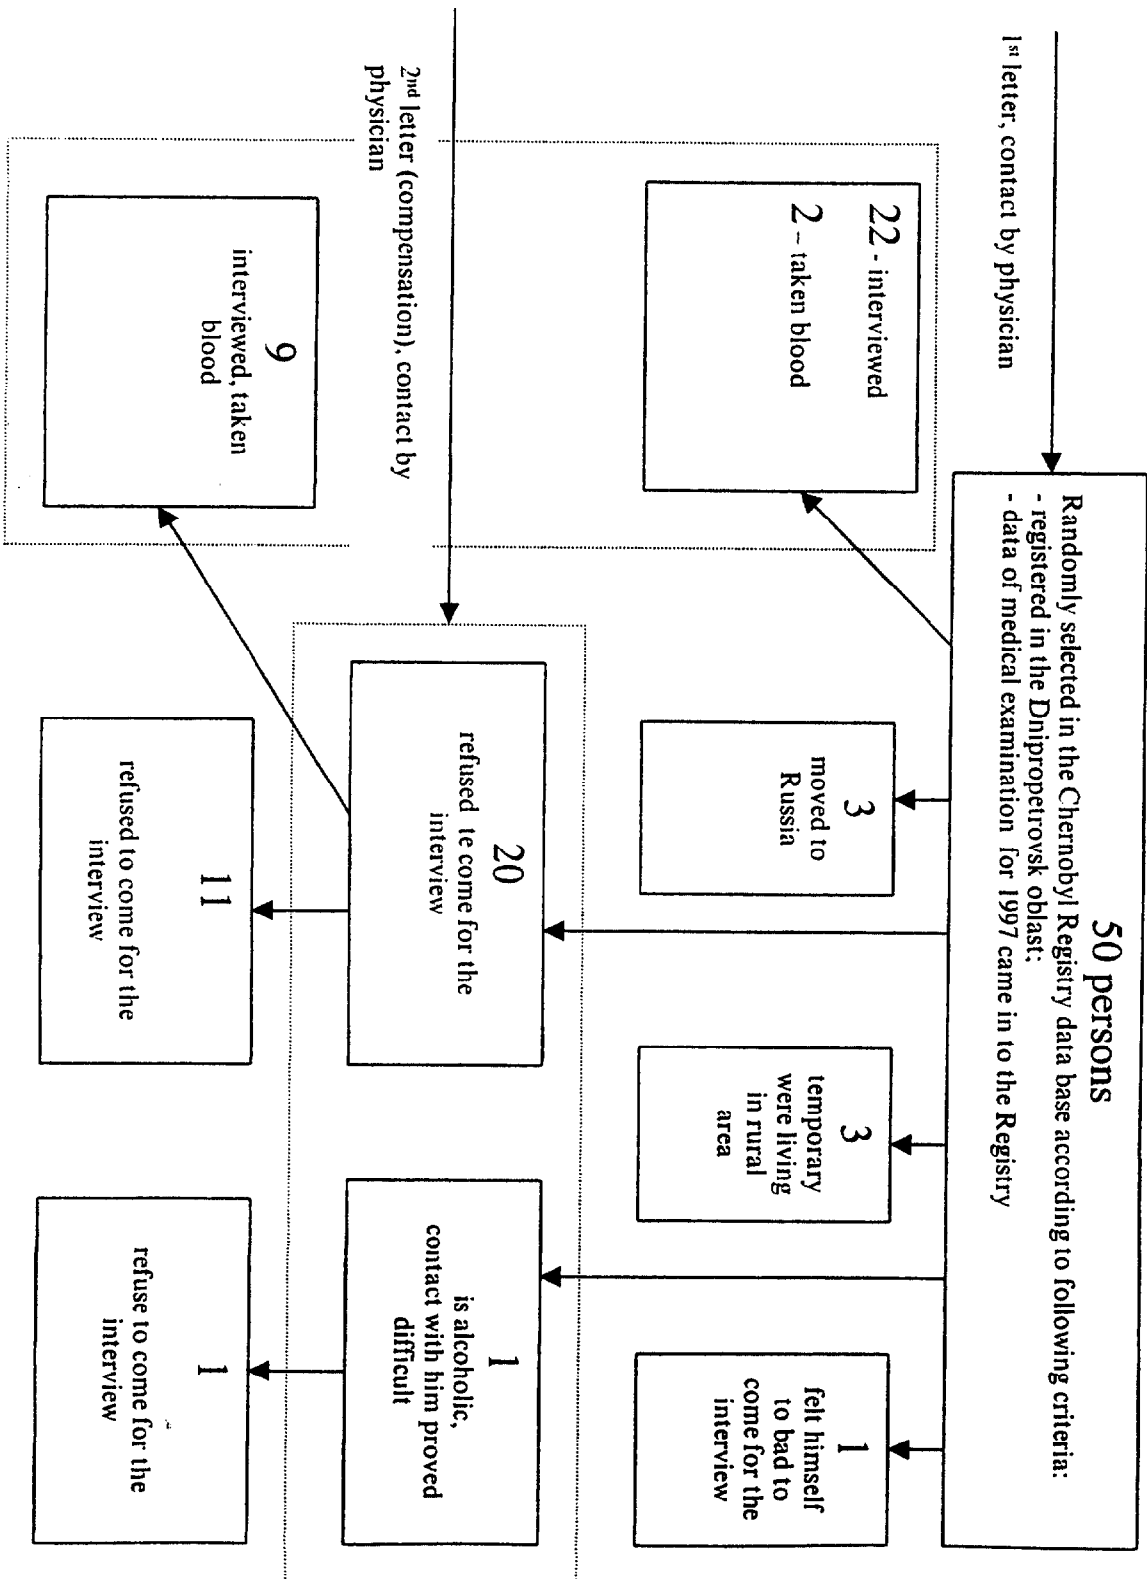 50 persons
Randomly selected in the Chernobyl Registry data base according to following criteria:
- registered in the Dnipropetrovsk oblast;
- data of medical examination for 1997 came in to the Registry
1st letter, contact by physician
22 - interviewed
2 – taken blood
3
moved to
Russia
3
temporary
were living
in rural
area
1
felt himself
to bad to
come for the
interview
2nd letter (compensation), contact by
physician
20
refused te come for the
interview
1
is alcoholic,
contact with him proved
difficult
9
interviewed, taken
blood
11
refused to come for the
interview
1
refuse to come for the
interview